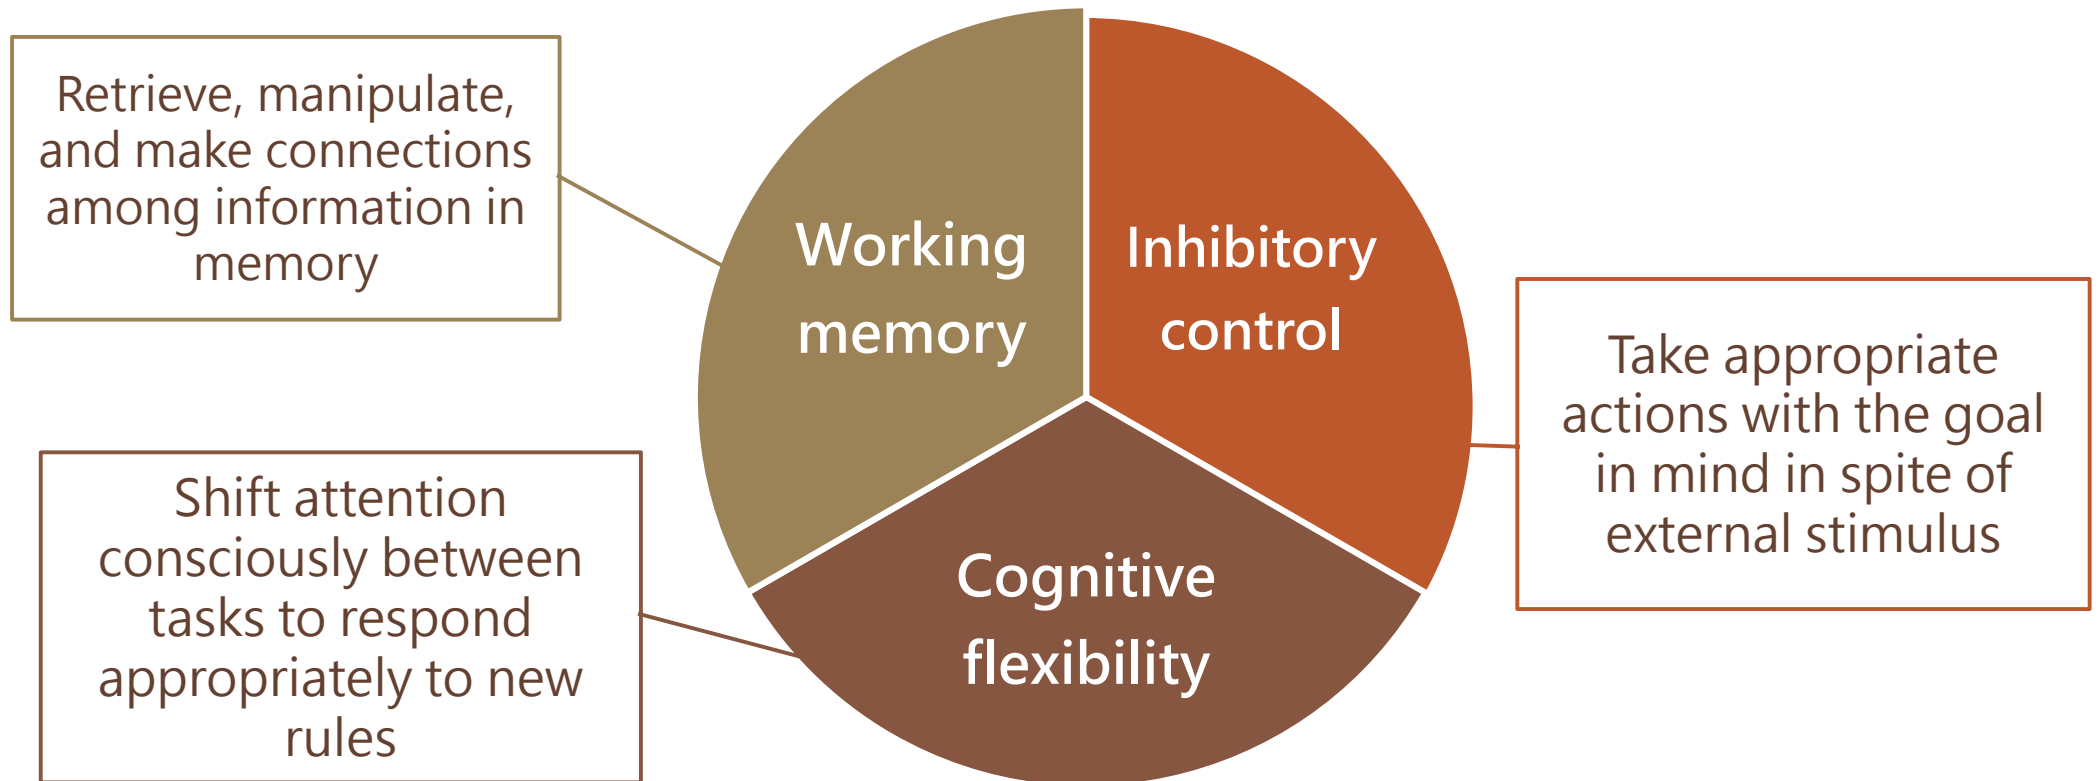 Retrieve, manipulate,
and make connections
among information in
memory
Working
memory
Inhibitory
control
Take appropriate
actions with the goal
in mind in spite of
external stimulus
Shift attention
consciously between
tasks to respond
appropriately to new
rules
Cognitive
flexibility